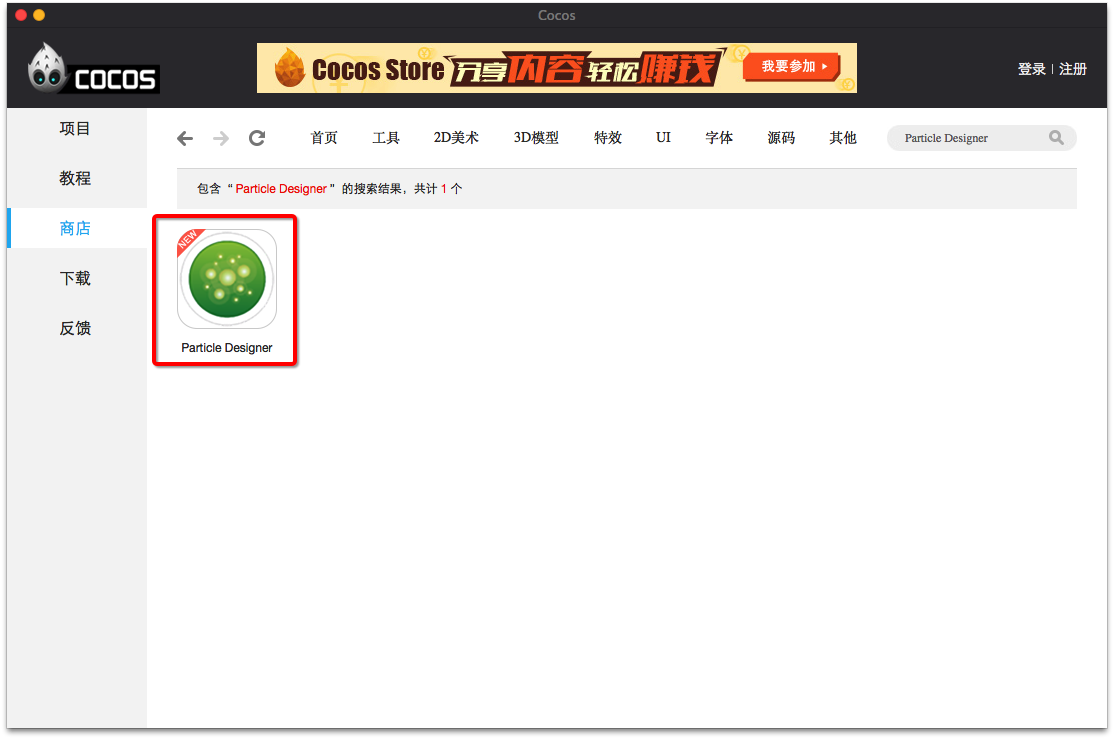 Cocos
COCOS
Cocos Store 分享内容轻松赚钱
我要参加
登录 | 注册
项目
教程
商店
下载
反馈
首页 工具 2D美术 3D模型 特效 UI 字体 源码 其他 Particle Designer
包含 “ Particle Designer ” 的搜索结果，共计 1 个
NEW
Particle Designer